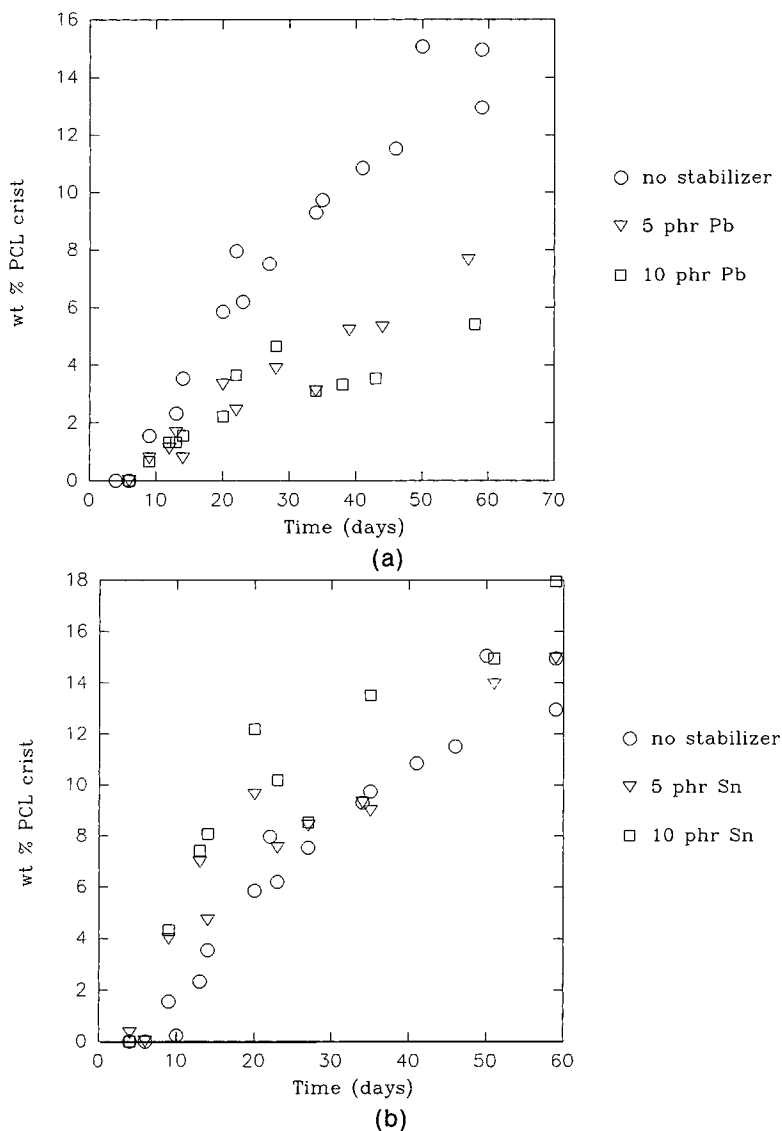 16
14
12
10
8
6
4
2
0
wt % PCL crist
0 10 20 30 40 50 60 70
Time (days)
no stabilizer
5 phr Pb
10 phr Pb
(a)
18
16
14
12
10
8
6
4
2
0
wt % PCL crist
0 10 20 30 40 50 60
Time (days)
no stabilizer
5 phr Sn
10 phr Sn
(b)